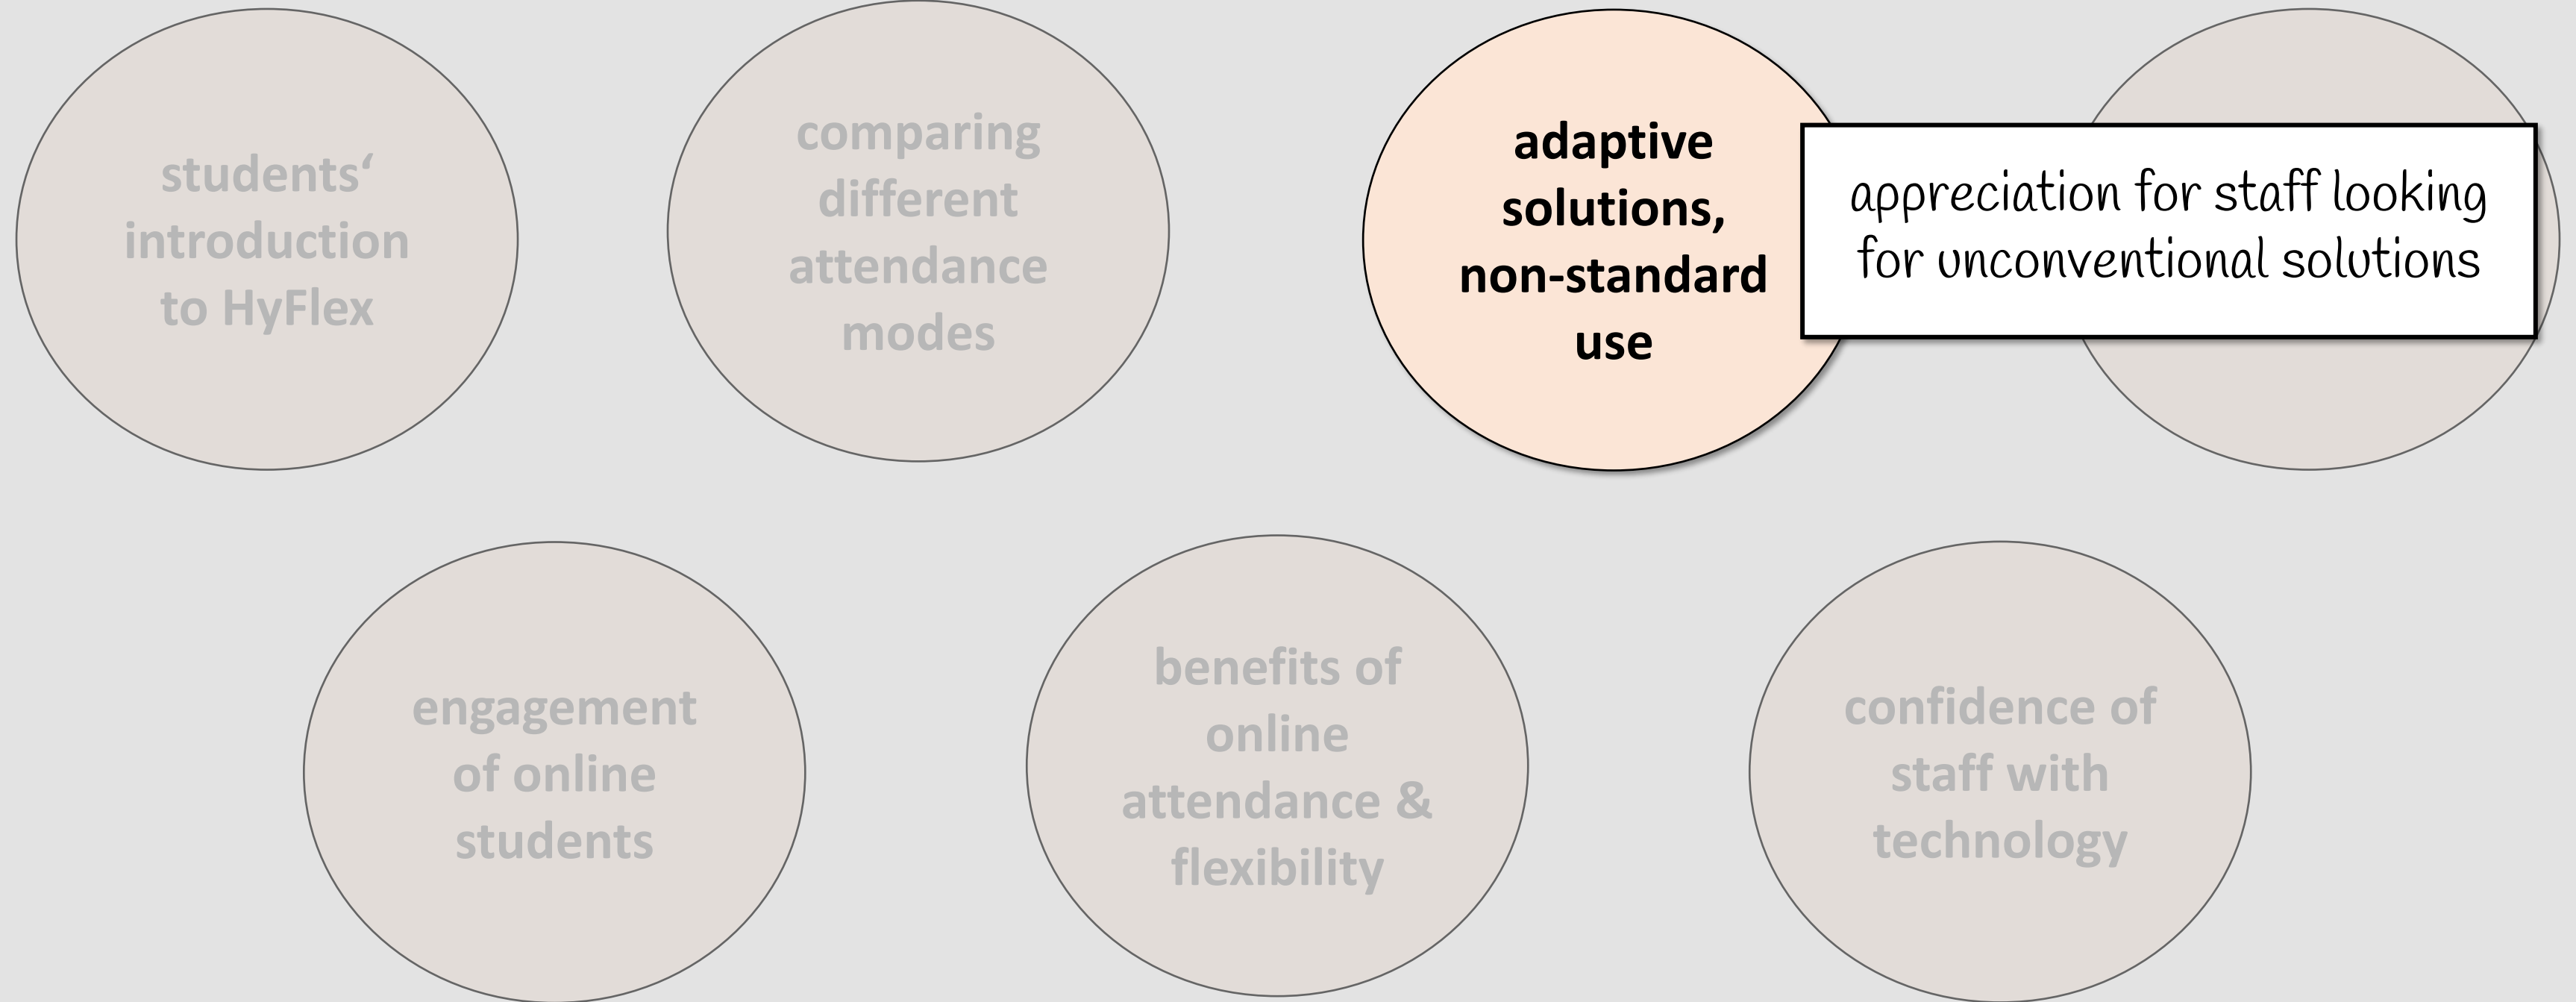 students‘
introduction
to HyFlex
comparing
different
attendance
modes
adaptive
solutions,
non-standard
use
appreciation for staff looking
for unconventional solutions
engagement
of online
students
benefits of
online
attendance &
flexibility
confidence of
staff with
technology